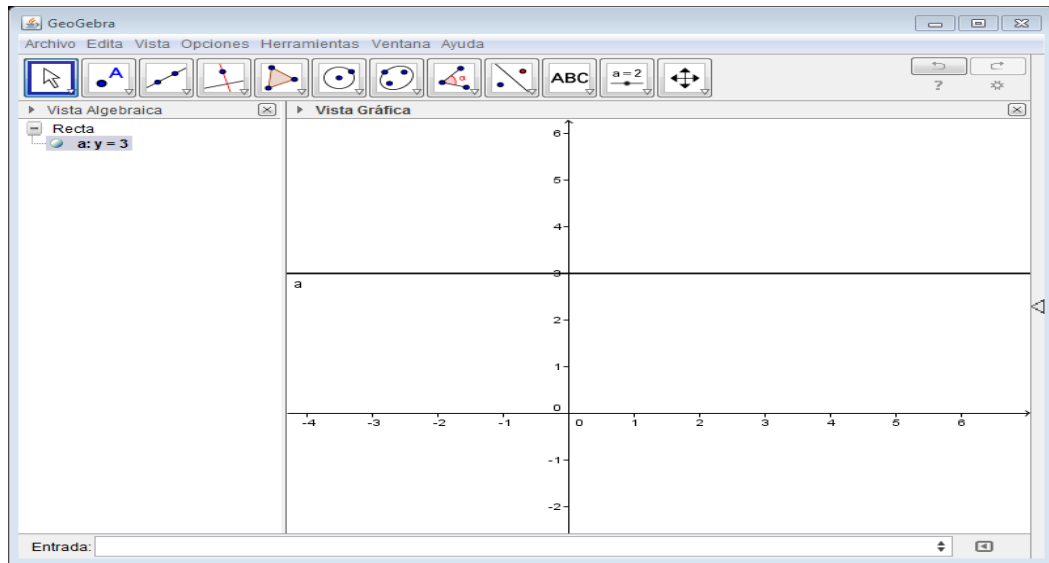 GeoGebra
Archivo Edita Vista Opciones Herramientas Ventana Ayuda
A α ABC a=2 ?
Vista Algebraica
Vista Gráfica
Recta
a: y = 3
6
5
4
3
a
2
1
0
-4 -3 -2 -1 0 1 2 3 4 5 6
-1
-2
Entrada: